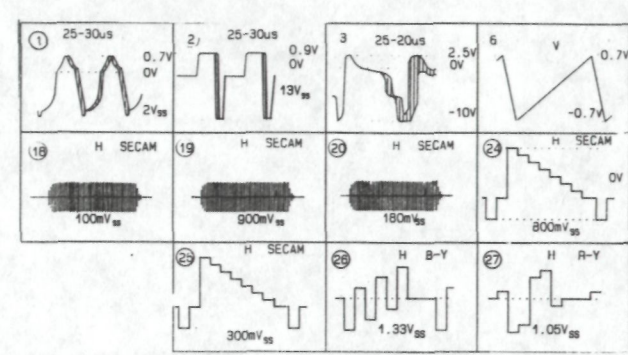 1 25-30us
0.7V
0V
2Vss
2 25-30us
0.9V
0V
13Vss
3 25-20us
2.5V
0V
-10V
6 V
0.7V
-0.7V
18 H SECAM
100mVss
19 H SECAM
900mVss
20 H SECAM
180mVss
24 H SECAM
0V
800mVss
25 H SECAM
300mVss
26 H B-Y
1.33Vss
27 H R-Y
1.05Vss